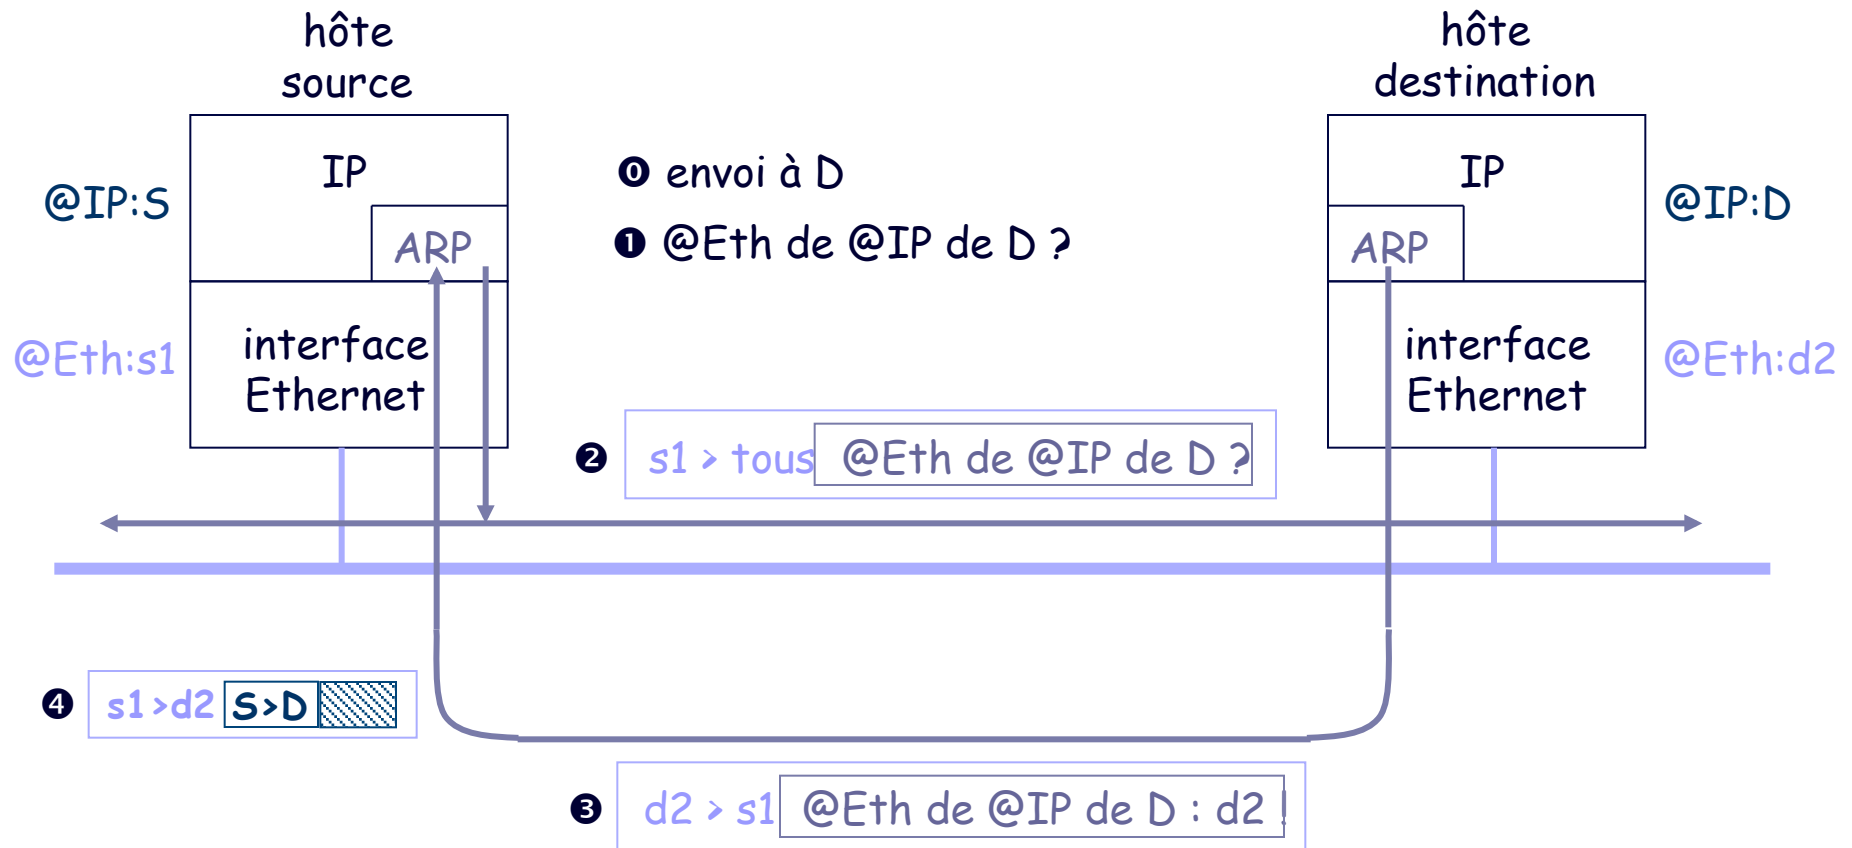 hôte
source
hôte
destination
IP
⓿ envoi à D
IP
@IP:S
@IP:D
ARP
❶ @Eth de @IP de D ?
ARP
@Eth:s1
interface
Ethernet
interface
Ethernet
@Eth:d2
❷ s1 > tous @Eth de @IP de D ?
❹ s1>d2 S>D
❸ d2 > s1 @Eth de @IP de D : d2 !